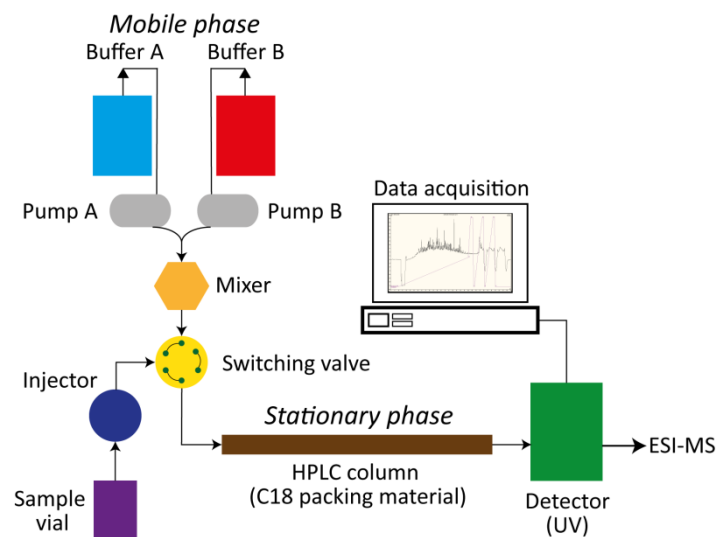 Mobile phase
Buffer A
Buffer B
Pump A
Pump B
Data acquisition
Mixer
Switching valve
Injector
Stationary phase
ESI-MS
HPLC column
(C18 packing material)
Sample
vial
Detector
(UV)